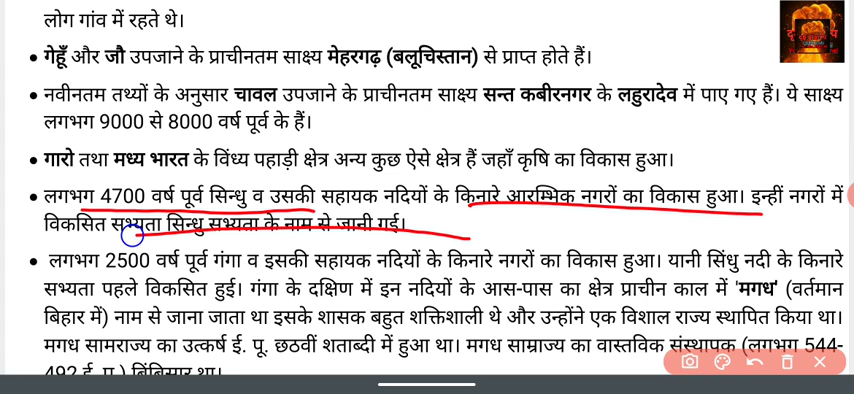 लोग गांव में रहते थे।
• गेहूँ और जौ उपजाने के प्राचीनतम साक्ष्य मेहरगढ़ (बलूचिस्तान) से प्राप्त होते हैं।
• नवीनतम तथ्यों के अनुसार चावल उपजाने के प्राचीनतम साक्ष्य सन्त कबीरनगर के लहुरादेव में पाए गए हैं। ये साक्ष्य
लगभग 9000 से 8000 वर्ष पूर्व के हैं।
• गारो तथा मध्य भारत के विंध्य पहाड़ी क्षेत्र अन्य कुछ ऐसे क्षेत्र हैं जहाँ कृषि का विकास हुआ।
• लगभग 4700 वर्ष पूर्व सिन्धु व उसकी सहायक नदियों के किनारे आरम्भिक नगरों का विकास हुआ। इन्हीं नगरों में
विकसित सभ्यता सिन्धु सभ्यता के नाम से जानी गई।
• लगभग 2500 वर्ष पूर्व गंगा व इसकी सहायक नदियों के किनारे नगरों का विकास हुआ। यानी सिंधु नदी के किनारे
सभ्यता पहले विकसित हुई। गंगा के दक्षिण में इन नदियों के आस-पास का क्षेत्र प्राचीन काल में 'मगध' (वर्तमान
बिहार में) नाम से जाना जाता था इसके शासक बहुत शक्तिशाली थे और उन्होंने एक विशाल राज्य स्थापित किया था।
मगध सामराज्य का उत्कर्ष ई. पू. छठवीं शताब्दी में हुआ था। मगध साम्राज्य का वास्तविक संस्थापक (लगभग 544-
492 ई. पू.) बिंबिसार था।